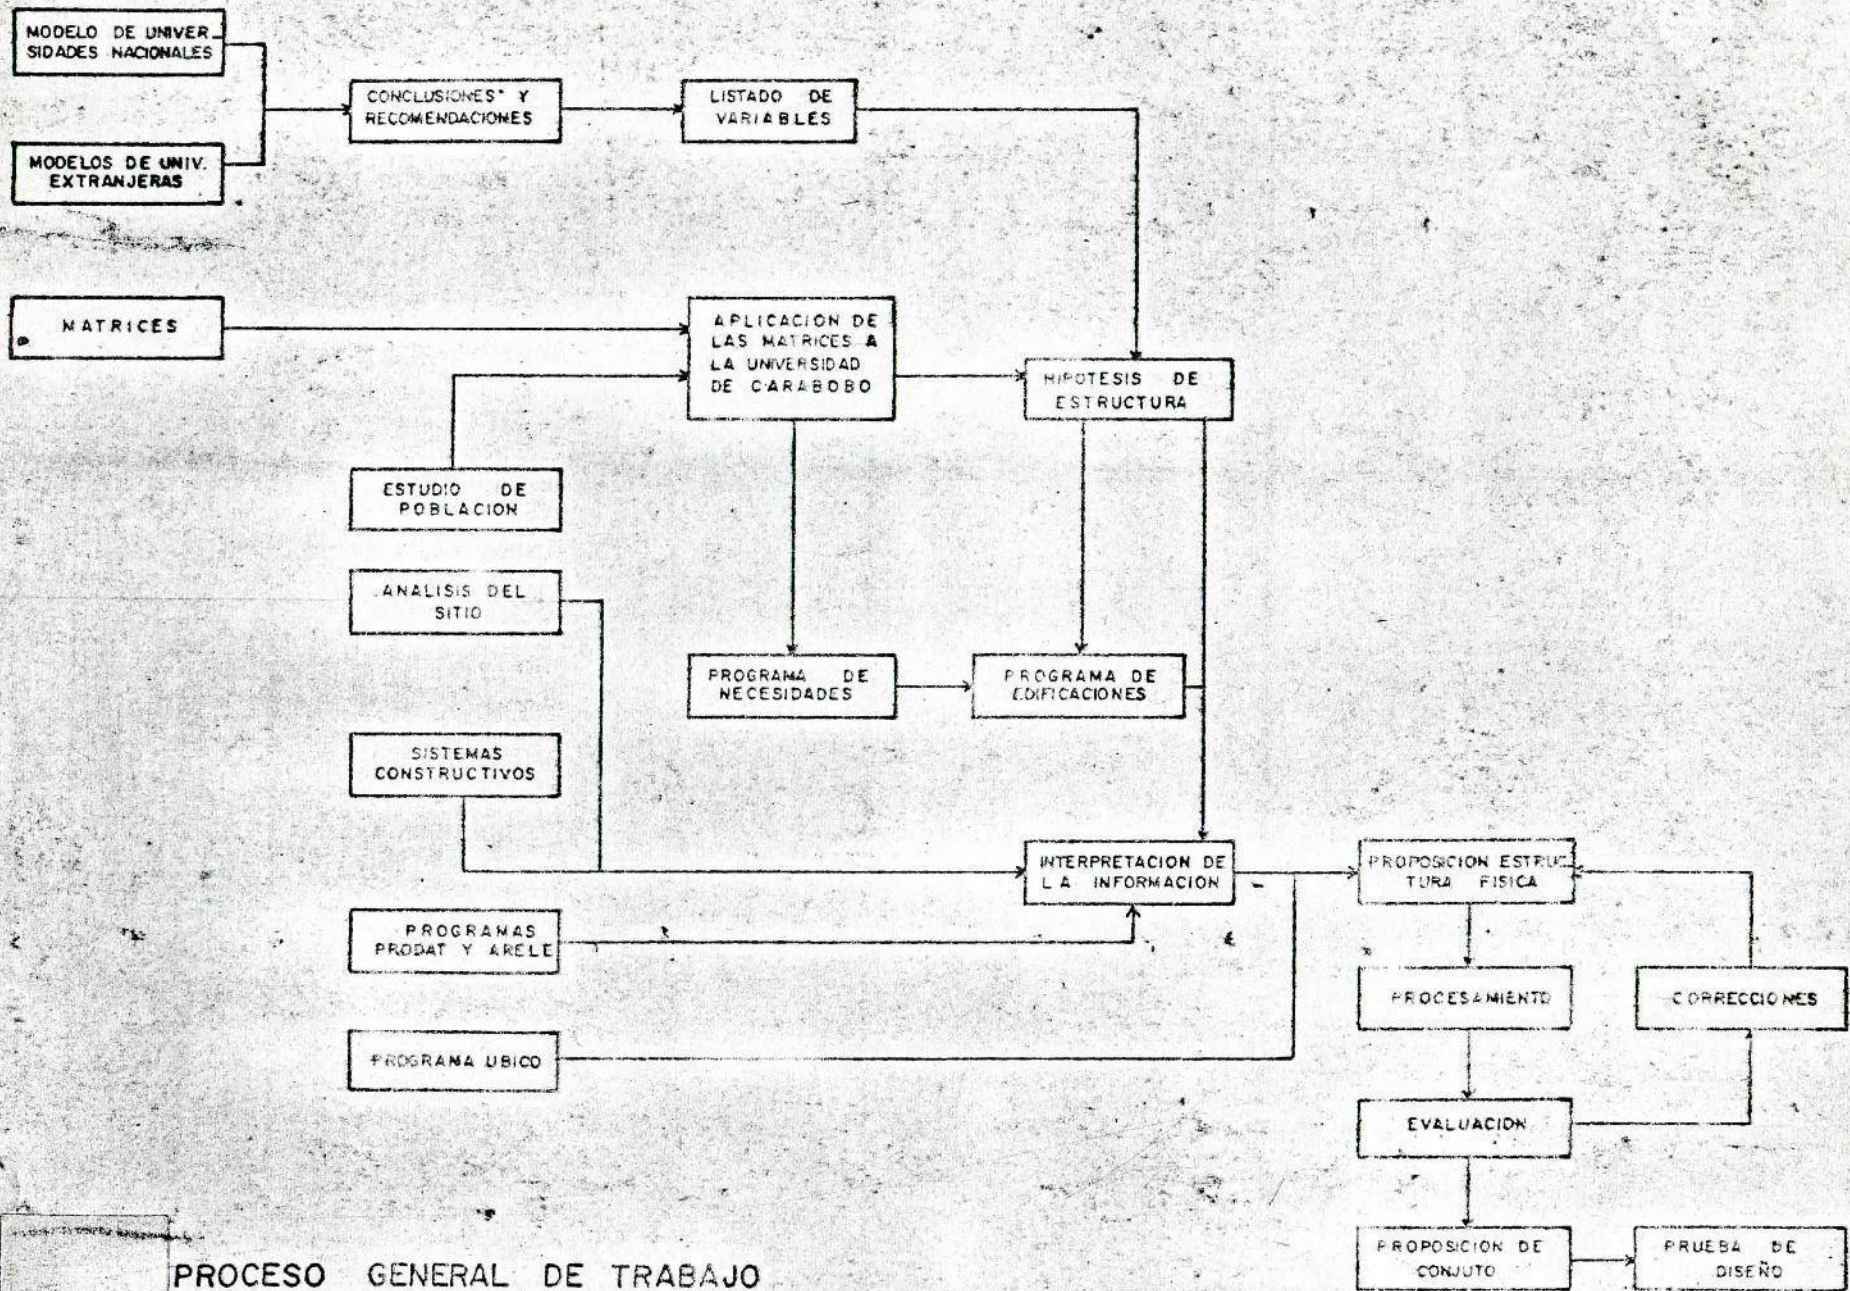 MODELO DE UNIVER_
SIDADES NACIONALES
CONCLUSIONES Y
RECOMENDACIONES
LISTADO DE
VARIABLES
MODELOS DE UNIV.
EXTRANJERAS
MATRICES
APLICACION DE
LAS MATRICES A
LA UNIVERSIDAD
DE CARABOBO
HIPOTESIS DE
ESTRUCTURA
ESTUDIO DE
POBLACION
ANALISIS DEL
SITIO
PROGRAMA DE
NECESIDADES
PROGRAMA DE
EDIFICACIONES
SISTEMAS
CONSTRUCTIVOS
INTERPRETACION DE
LA INFORMACION
PROPOSICION ESTRUC_
TURA FISICA
PROGRAMAS
PRODAT Y ARELE
PROCESAMIENTO
CORRECCIONES
PROGRAMA UBICO
EVALUACION
PROPOSICION DE
CONJUTO
PRUEBA DE
DISEÑO
PROCESO GENERAL DE TRABAJO